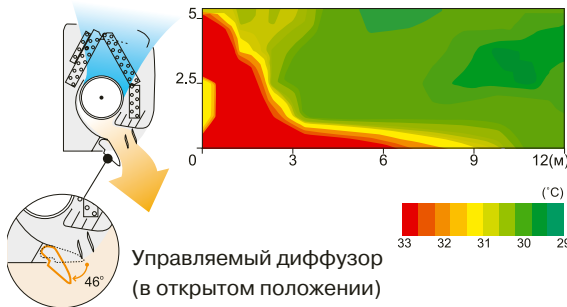 5
2.5
0 3 6 9 12(м)
(˚C)
33 32 31 30 29
46°
Управляемый диффузор
(в открытом положении)